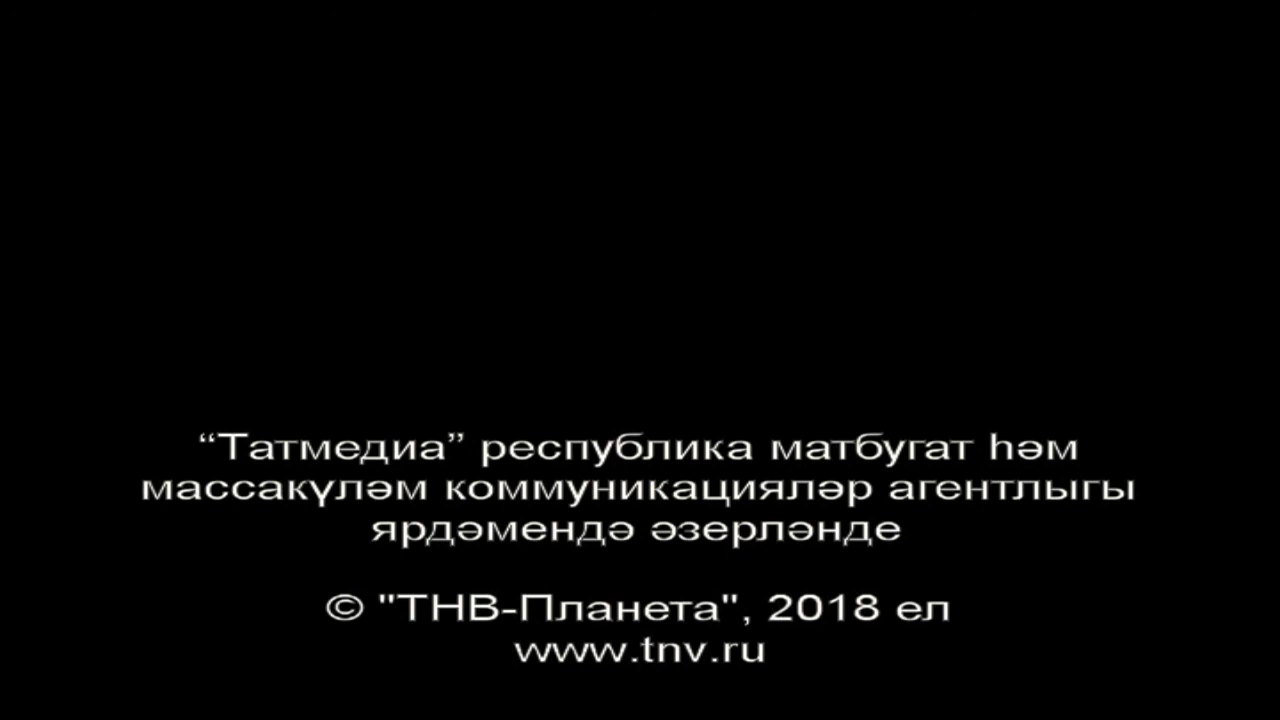 “Татмедиа” республика матбугат һәм
массакүләм коммуникацияләр агентлыгы
ярдәмендә әзерләнде
© "ТНВ-Планета", 2018 ел
www.tnv.ru